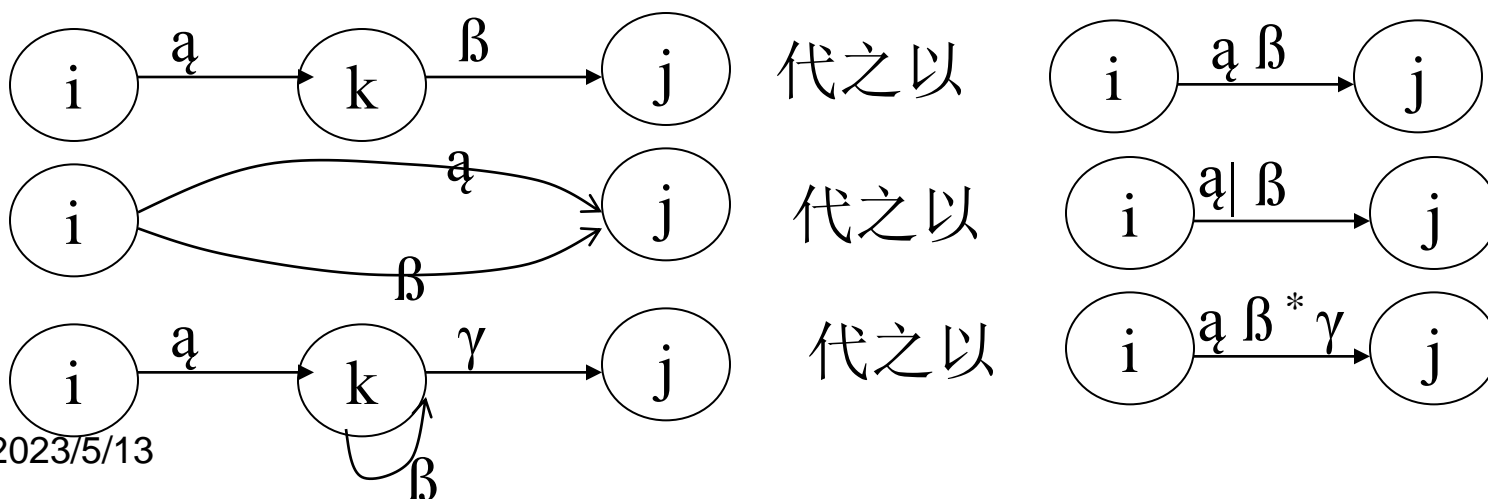 i ą k ß j 代之以 i ą ß j
i ą ß j 代之以 i ą| ß j
i ą k γ j 代之以 i ą ß * γ j
2023/5/13
ß